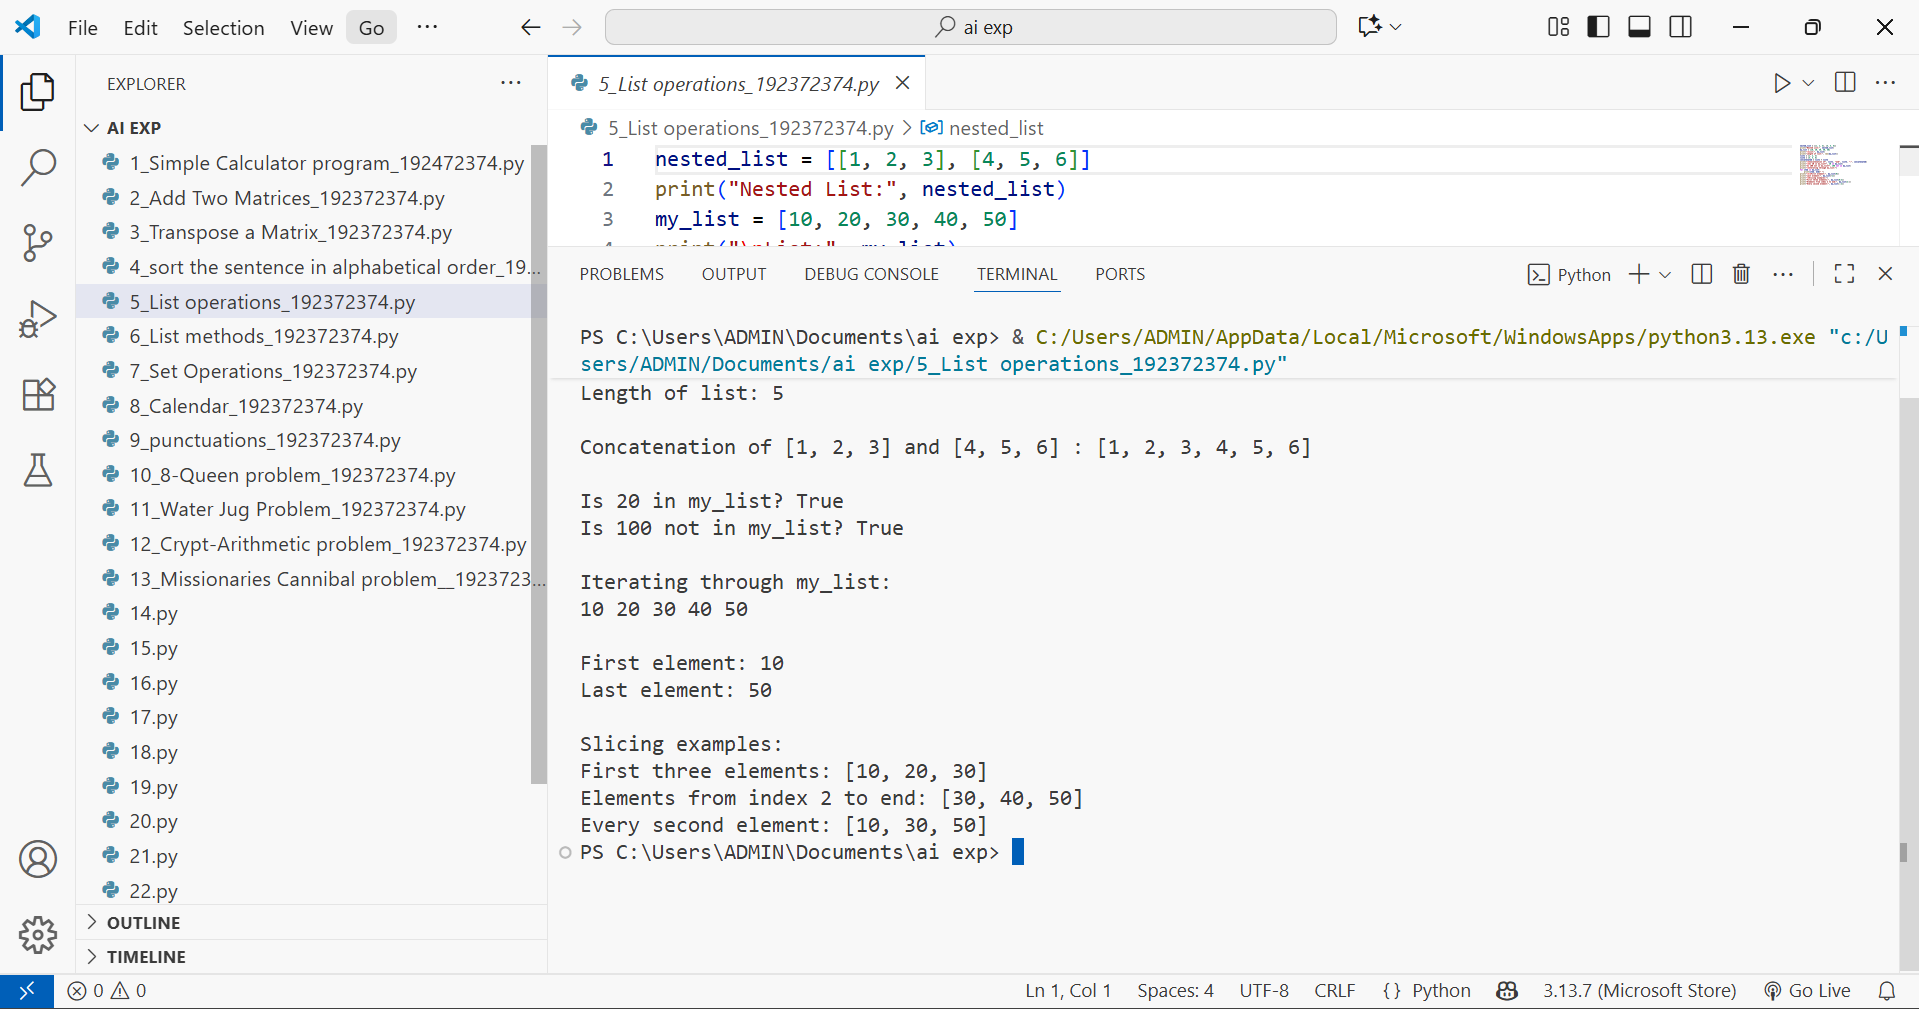 File Edit Selection View Go ···
ai exp
EXPLORER
AI EXP
1_Simple Calculator program_192472374.py
2_Add Two Matrices_192372374.py
3_Transpose a Matrix_192372374.py
4_sort the sentence in alphabetical order_19...
5_List operations_192372374.py
6_List methods_192372374.py
7_Set Operations_192372374.py
8_Calendar_192372374.py
9_punctuations_192372374.py
10_8-Queen problem_192372374.py
11_Water Jug Problem_192372374.py
12_Crypt-Arithmetic problem_192372374.py
13_Missionaries Cannibal problem__1923723...
14.py
15.py
16.py
17.py
18.py
19.py
20.py
21.py
22.py
OUTLINE
TIMELINE
5_List operations_192372374.py
5_List operations_192372374.py > nested_list
1 nested_list = [[1, 2, 3], [4, 5, 6]]
2 print("Nested List:", nested_list)
3 my_list = [10, 20, 30, 40, 50]
4 print("\nList:", my_list)
PROBLEMS OUTPUT DEBUG CONSOLE TERMINAL PORTS
Python
PS C:\Users\ADMIN\Documents\ai exp> & C:/Users/ADMIN/AppData/Local/Microsoft/WindowsApps/python3.13.exe "c:/U
sers/ADMIN/Documents/ai exp/5_List operations_192372374.py"
Length of list: 5
Concatenation of [1, 2, 3] and [4, 5, 6] : [1, 2, 3, 4, 5, 6]
Is 20 in my_list? True
Is 100 not in my_list? True
Iterating through my_list:
10 20 30 40 50
First element: 10
Last element: 50
Slicing examples:
First three elements: [10, 20, 30]
Elements from index 2 to end: [30, 40, 50]
Every second element: [10, 30, 50]
PS C:\Users\ADMIN\Documents\ai exp>
0 0
Ln 1, Col 1 Spaces: 4 UTF-8 CRLF {} Python 3.13.7 (Microsoft Store) Go Live